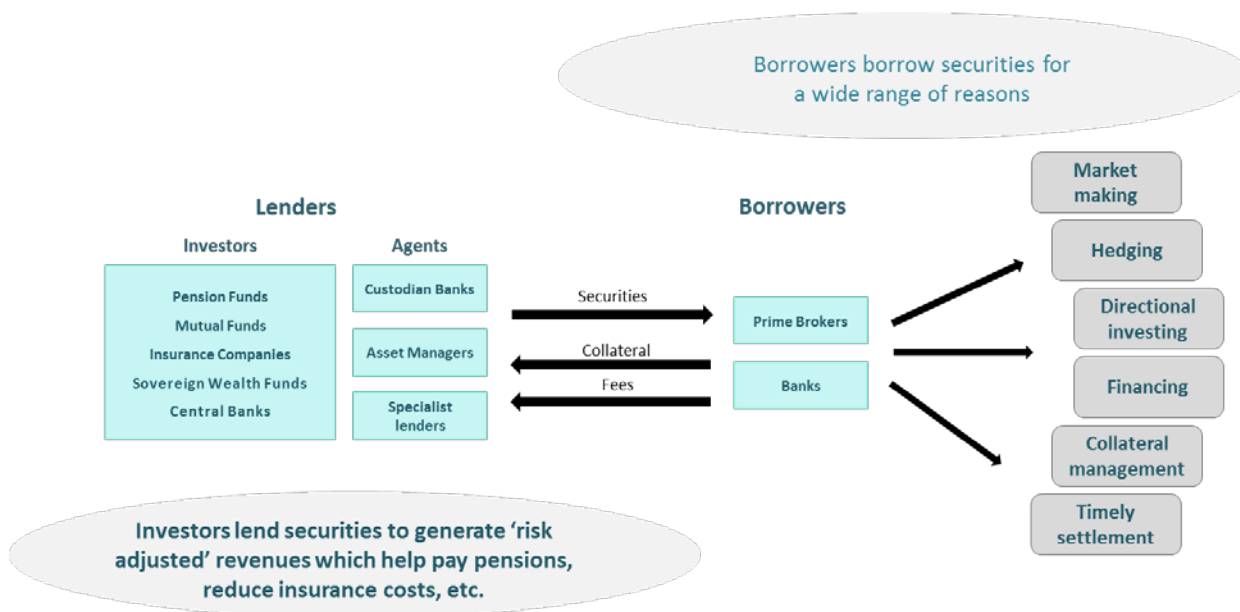 Borrowers borrow securities for
a wide range of reasons
Lenders
Investors
Pension Funds
Mutual Funds
Insurance Companies
Sovereign Wealth Funds
Central Banks
Agents
Custodian Banks
Asset Managers
Specialist
lenders
Securities
Collateral
Fees
Borrowers
Prime Brokers
Banks
Market
making
Hedging
Directional
investing
Financing
Collateral
management
Timely
settlement
Investors lend securities to generate ‘risk
adjusted’ revenues which help pay pensions,
reduce insurance costs, etc.